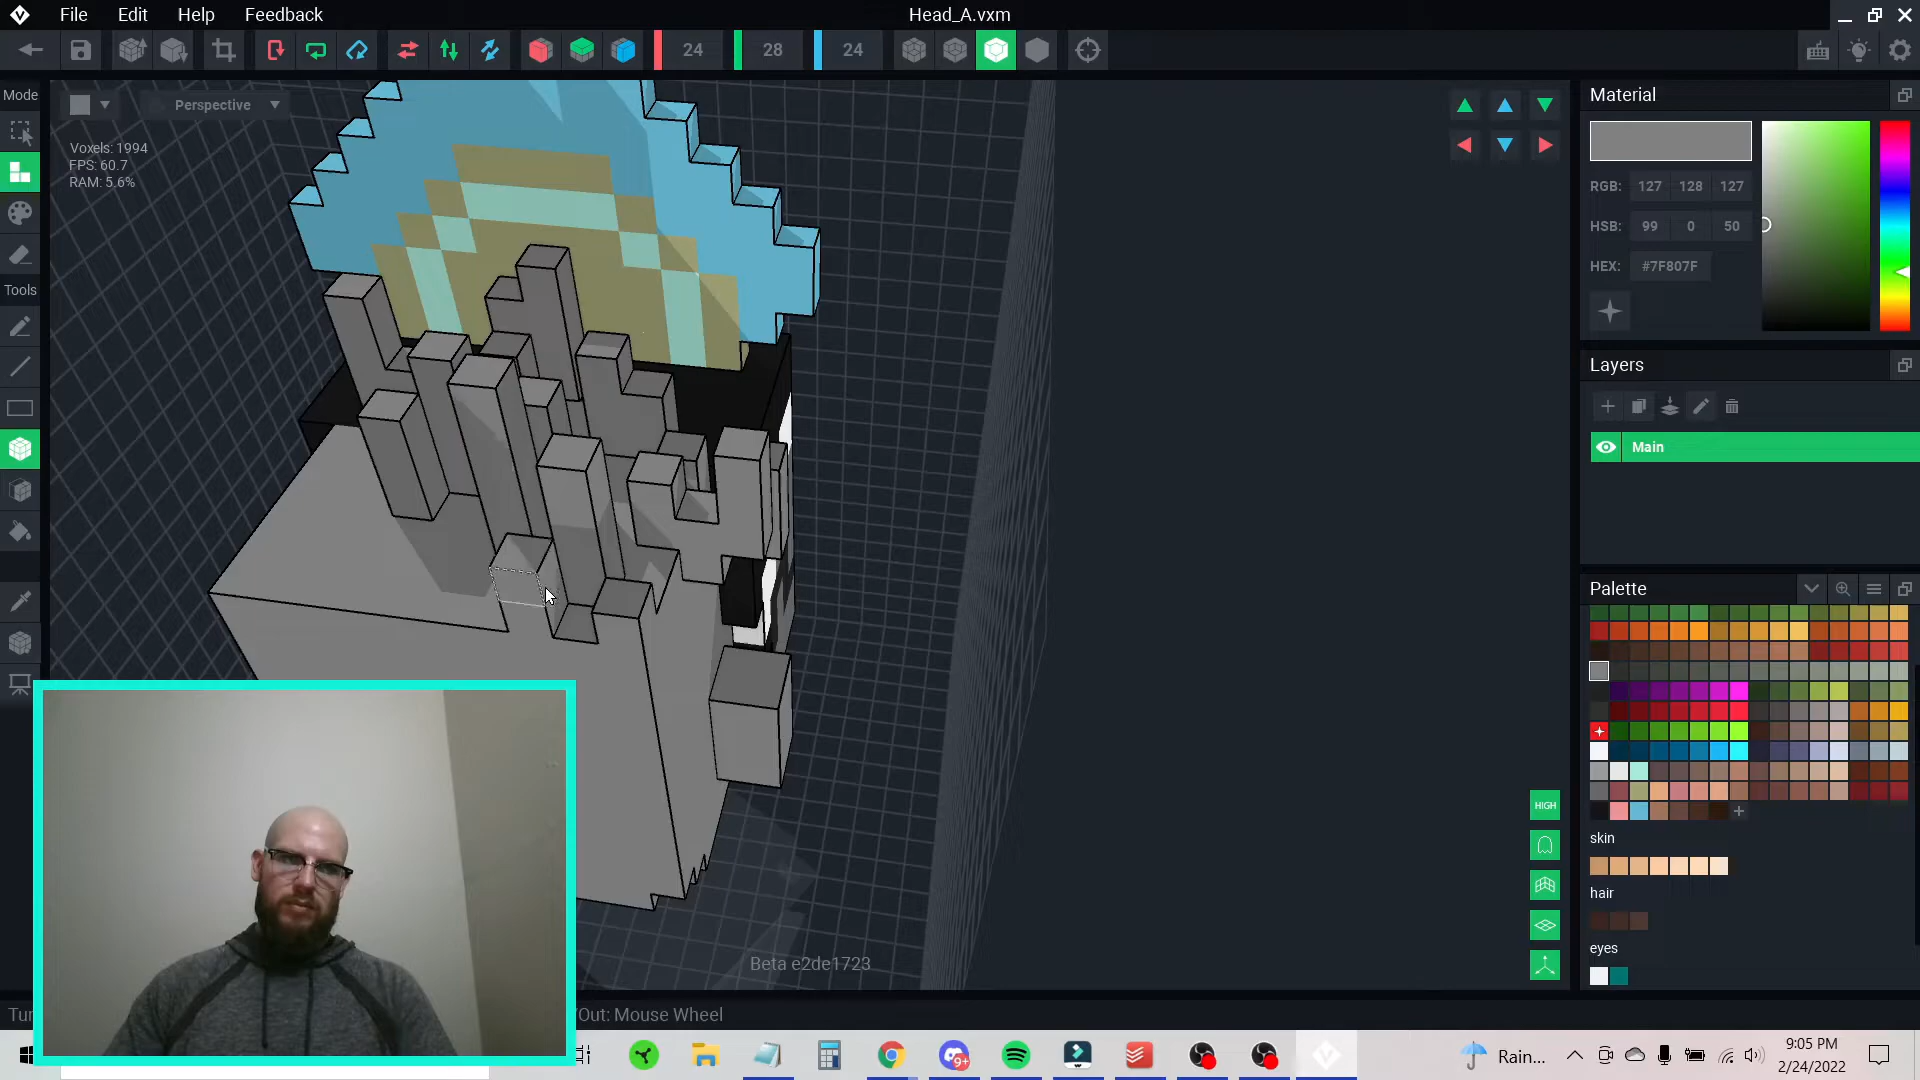 File Edit Help Feedback
Head_A.vxm
24 28 24
Mode
Perspective
Voxels: 1994
FPS: 60.7
RAM: 5.6%
Tools
Material
RGB: 127 128 127
HSB: 99 0 50
HEX: #7F807F
Layers
Main
Palette
skin
hair
eyes
HIGH
Beta e2de1723
Out: Mouse Wheel
9+
Rain...
9:05 PM
2/24/2022